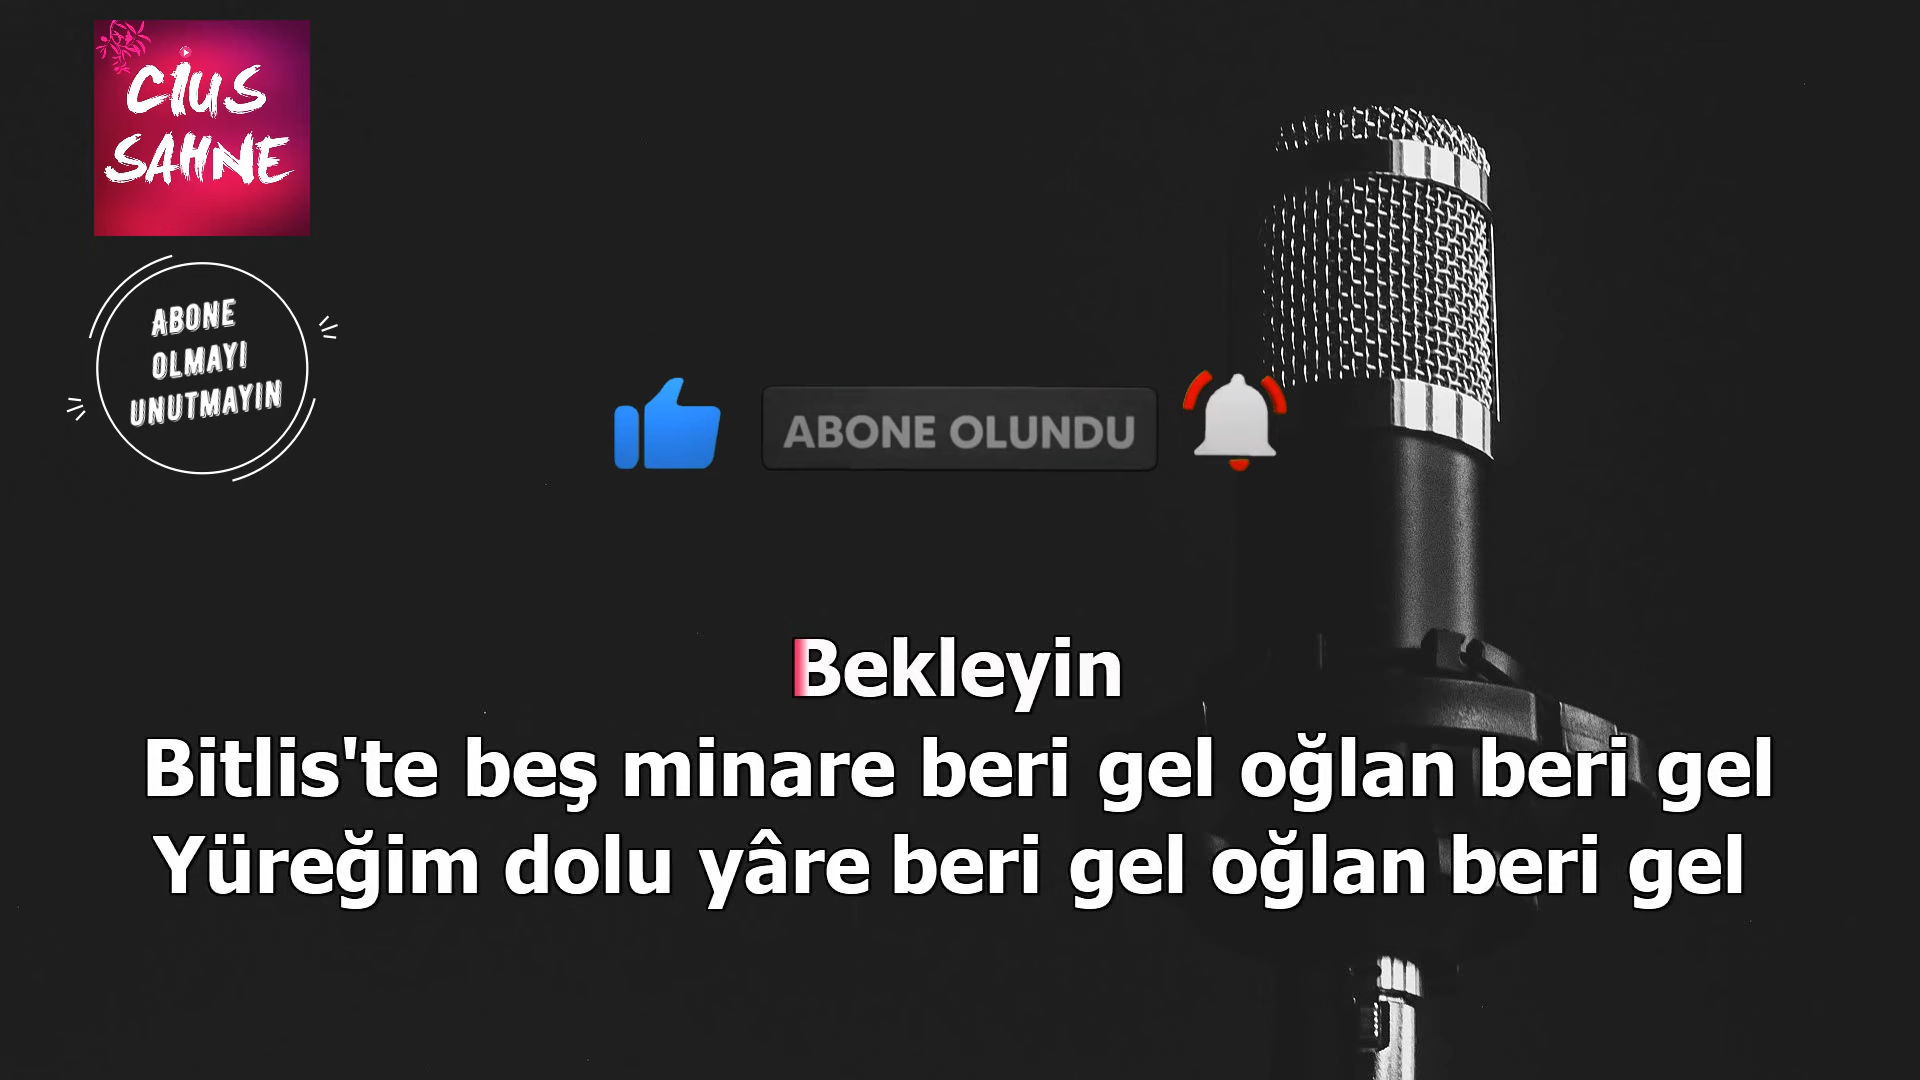 CİUS
SAHNE
ABONE
OLMAYI
UNUTMAYIN
ABONE OLUNDU
Bekleyin
Bitlis'te beş minare beri gel oğlan beri gel
Yüreğim dolu yâre beri gel oğlan beri gel